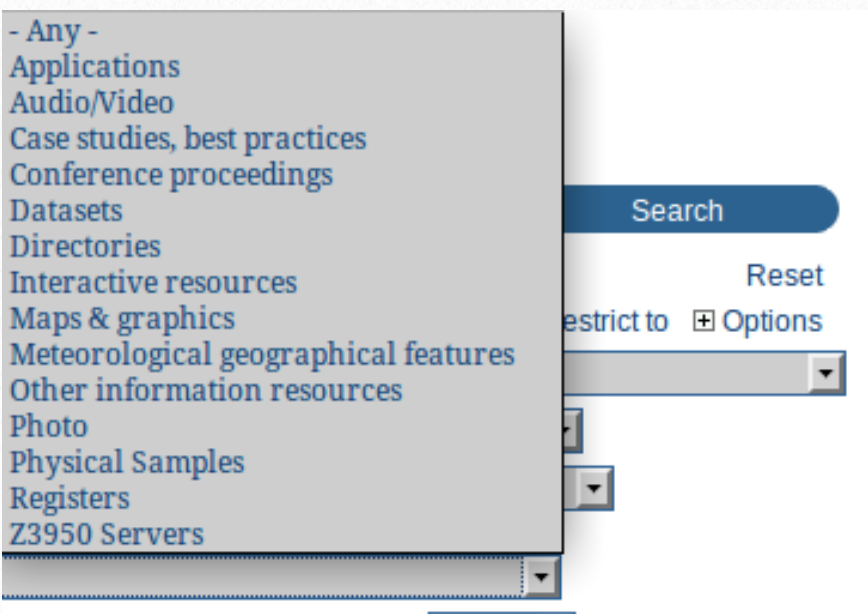 - Any -
Applications
Audio/Video
Case studies, best practices
Conference proceedings
Datasets
Directories
Interactive resources
Maps & graphics
Meteorological geographical features
Other information resources
Photo
Physical Samples
Registers
Z3950 Servers
Search
Reset
estrict to
Options